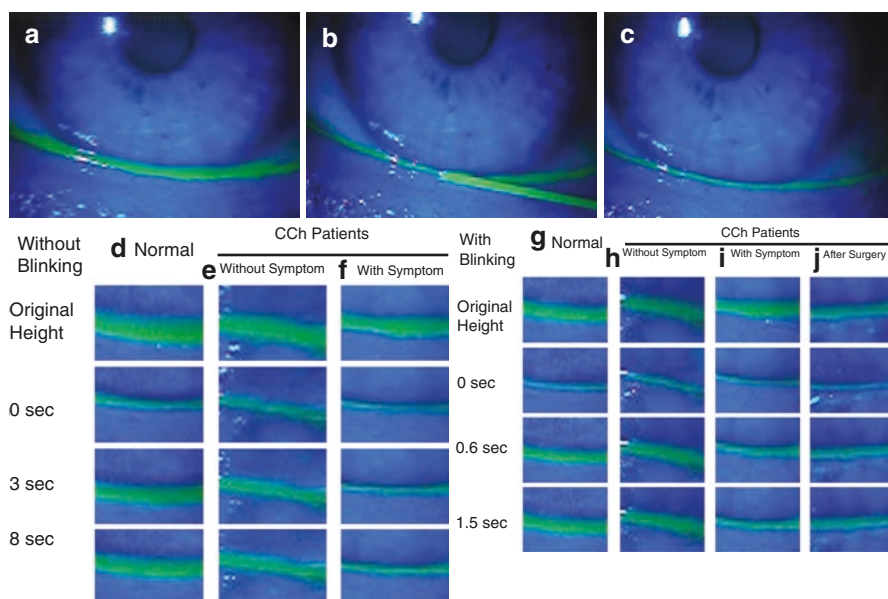 a
b
c
Without
Blinking
d Normal
CCh Patients
e Without Symptom
f With Symptom
Original
Height
0 sec
3 sec
8 sec
With
Blinking
g Normal
CCh Patients
h Without Symptom
i With Symptom
j After Surgery
Original
Height
0 sec
0.6 sec
1.5 sec